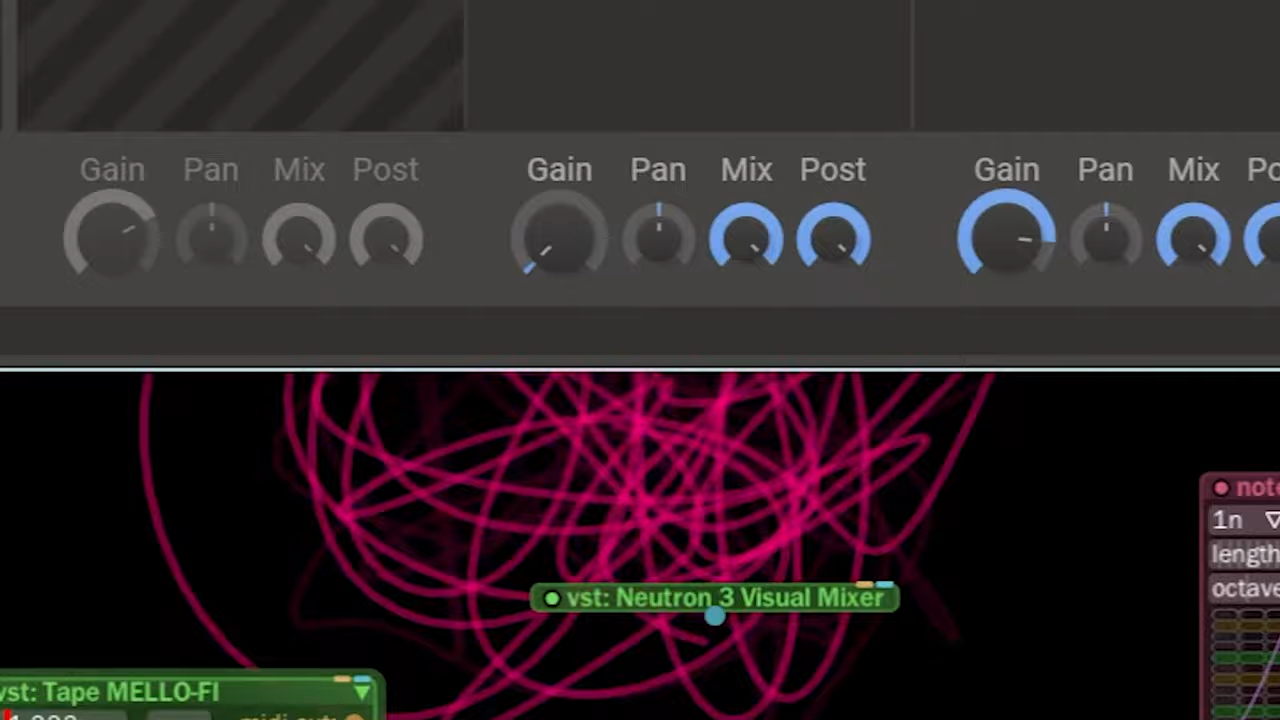 Gain Pan Mix Post Gain Pan Mix Post Gain Pan Mix
note
1n
length
octave
vst: Neutron 3 Visual Mixer
vst: Tape MELLO-FI